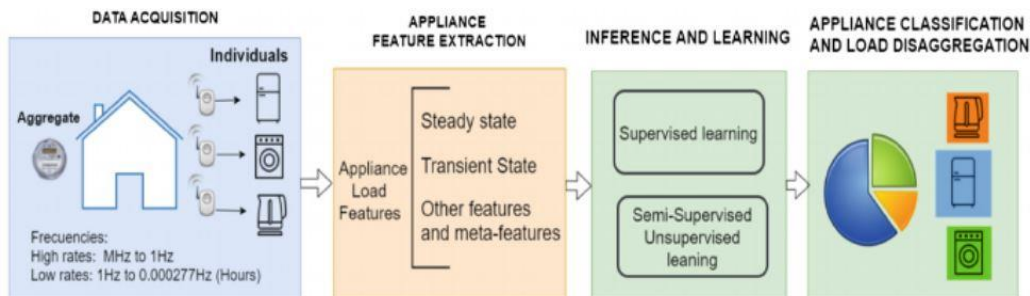 DATA ACQUISITION
Individuals
Aggregate
Frecuencies:
High rates: MHz to 1Hz
Low rates: 1Hz to 0.000277Hz (Hours)
APPLIANCE
FEATURE EXTRACTION
Appliance
Load
Features
Steady state
Transient State
Other features
and meta-features
INFERENCE AND LEARNING
Supervised learning
Semi-Supervised
Unsupervised
leaning
APPLIANCE CLASSIFICATION
AND LOAD DISAGGREGATION